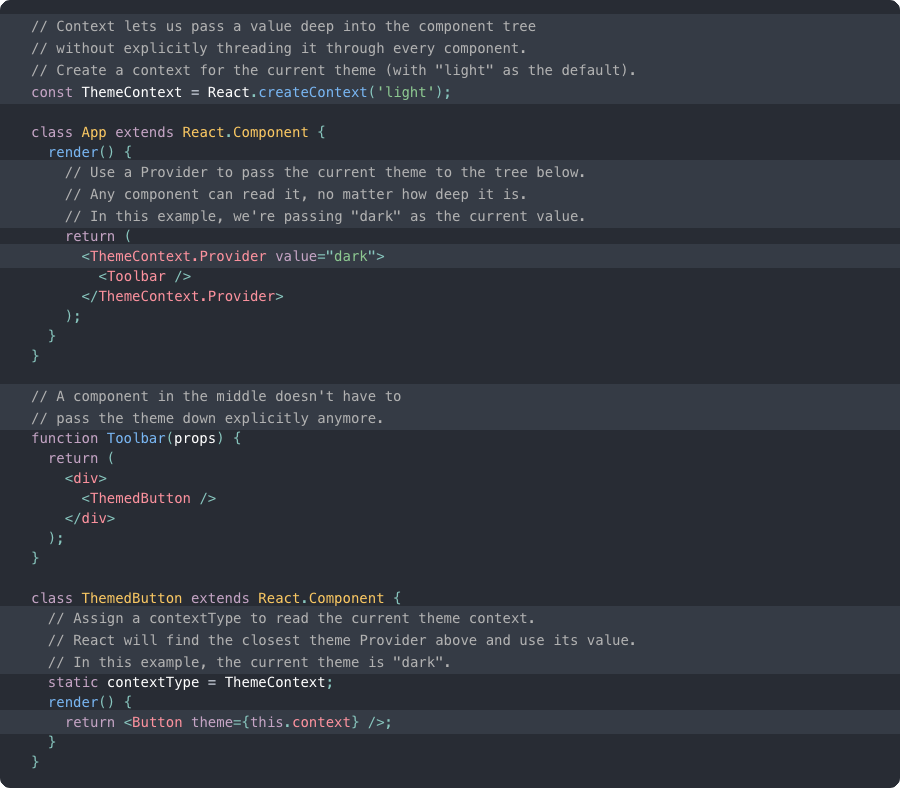 // Context lets us pass a value deep into the component tree
// without explicitly threading it through every component.
// Create a context for the current theme (with "light" as the default).
const ThemeContext = React.createContext('light');
class App extends React.Component {
  render() {
    // Use a Provider to pass the current theme to the tree below.
    // Any component can read it, no matter how deep it is.
    // In this example, we're passing "dark" as the current value.
    return (
      <ThemeContext.Provider value="dark">
        <Toolbar />
      </ThemeContext.Provider>
    );
  }
}
// A component in the middle doesn't have to
// pass the theme down explicitly anymore.
function Toolbar(props) {
  return (
    <div>
      <ThemedButton />
    </div>
  );
}
class ThemedButton extends React.Component {
  // Assign a contextType to read the current theme context.
  // React will find the closest theme Provider above and use its value.
  // In this example, the current theme is "dark".
  static contextType = ThemeContext;
  render() {
    return <Button theme={this.context} />;
  }
}